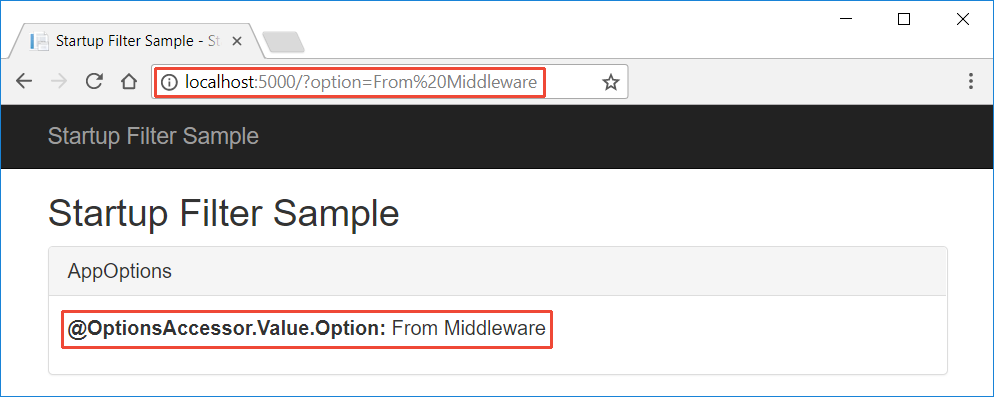 Startup Filter Sample - St
localhost:5000/?option=From%20Middleware
Startup Filter Sample
Startup Filter Sample
AppOptions
@OptionsAccessor.Value.Option: From Middleware